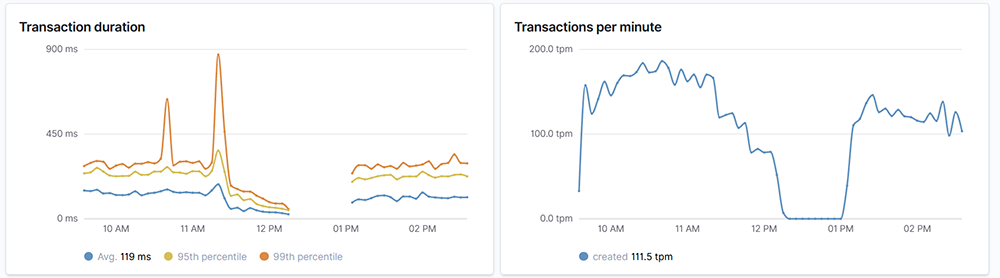 Transaction duration
900 ms
450 ms
0 ms
10 AM 11 AM 12 PM 01 PM 02 PM
Avg. 119 ms 95th percentile 99th percentile
Transactions per minute
200.0 tpm
100.0 tpm
0.0 tpm
10 AM 11 AM 12 PM 01 PM 02 PM
created 111.5 tpm